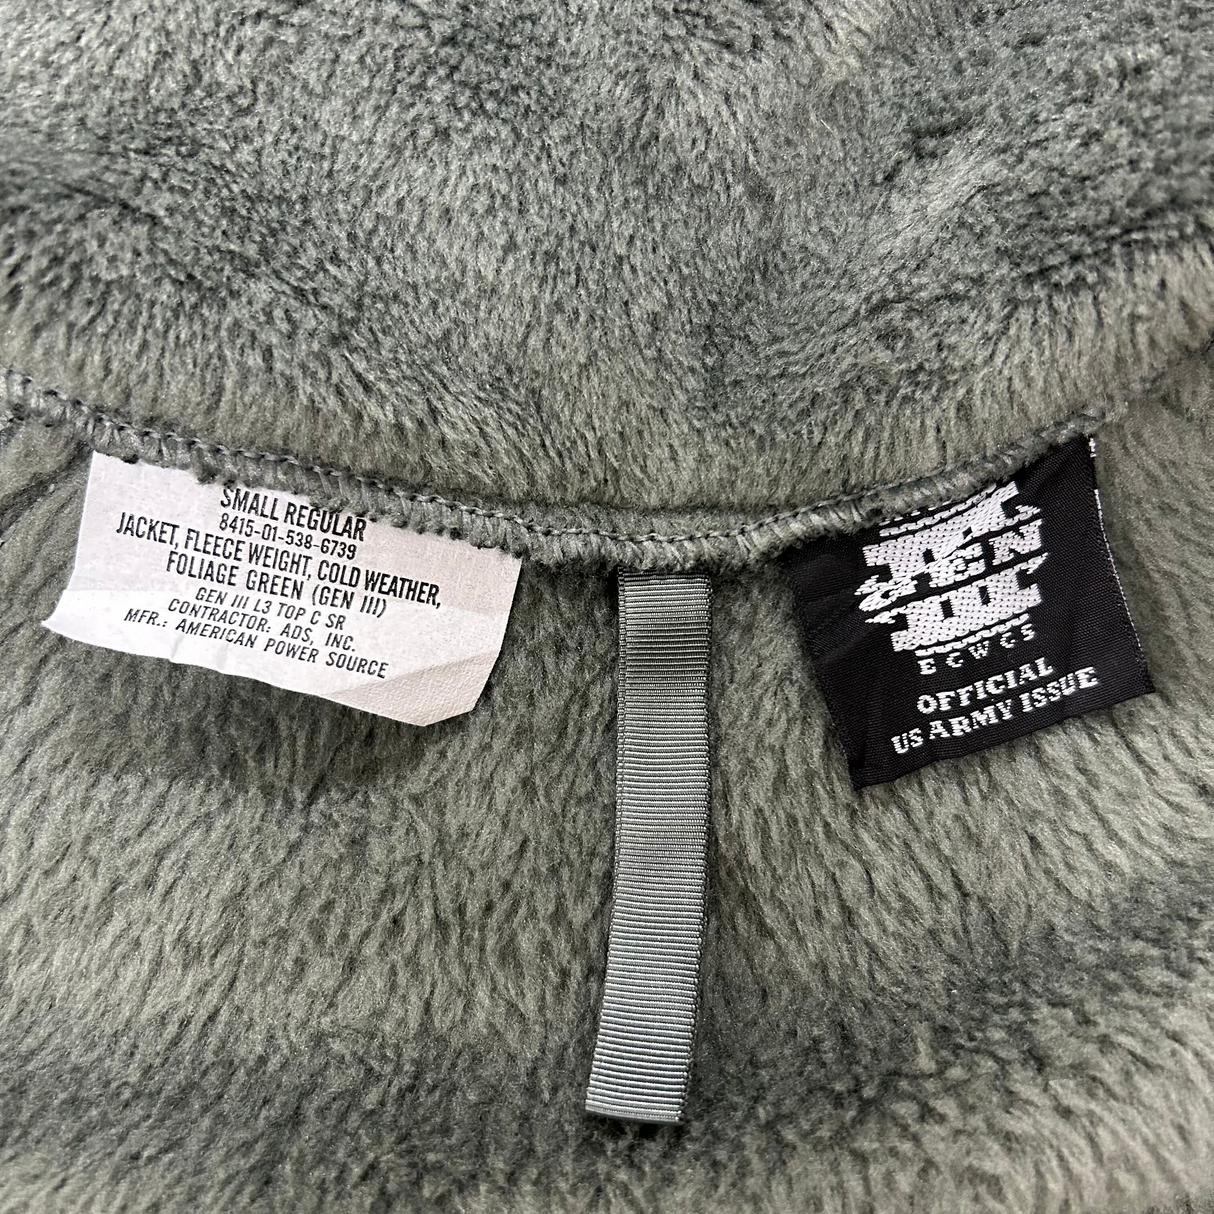 SMALL REGULAR
8415-01-538-6739
JACKET, FLEECE WEIGHT, COLD WEATHER,
FOLIAGE GREEN (GEN III)
GEN III L3 TOP C SR
CONTRACTOR. ADS, INC.
MFR.: AMERICAN POWER SOURCE
GEN
III
ECWCS
OFFICIAL
US ARMY ISSUE